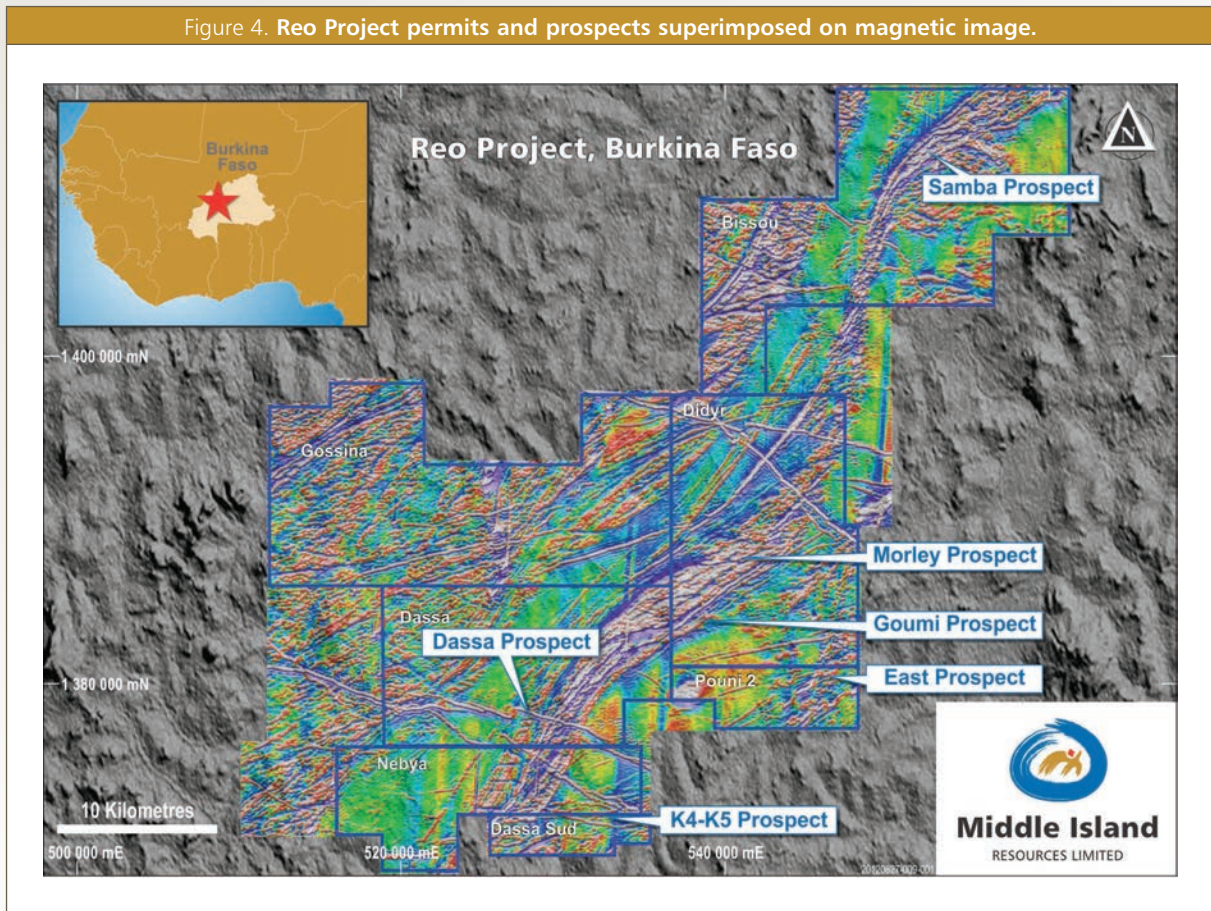 Figure 4. Reo Project permits and prospects superimposed on magnetic image.
Burkina
Faso
Reo Project, Burkina Faso
N
Samba Prospect
Bissou
1 400 000 mN
Didyr
Gossina
Morley Prospect
Dassa
Goumi Prospect
Dassa Prospect
East Prospect
Pouni 2
1 380 000 mN
Nebya
10 Kilometres
K4-K5 Prospect
Dassa Sud
Middle Island
RESOURCES LIMITED
500 000 mE
520 000 mE
540 000 mE
20120827-009-001